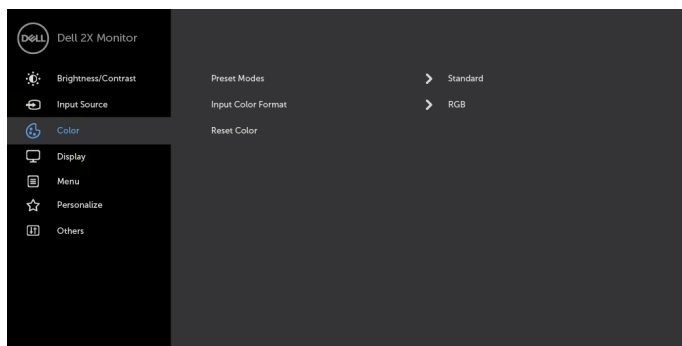 DELL Dell 2X Monitor
Brightness/Contrast Preset Modes Standard
Input Source Input Color Format RGB
Color Reset Color
Display
Menu
Personalize
Others